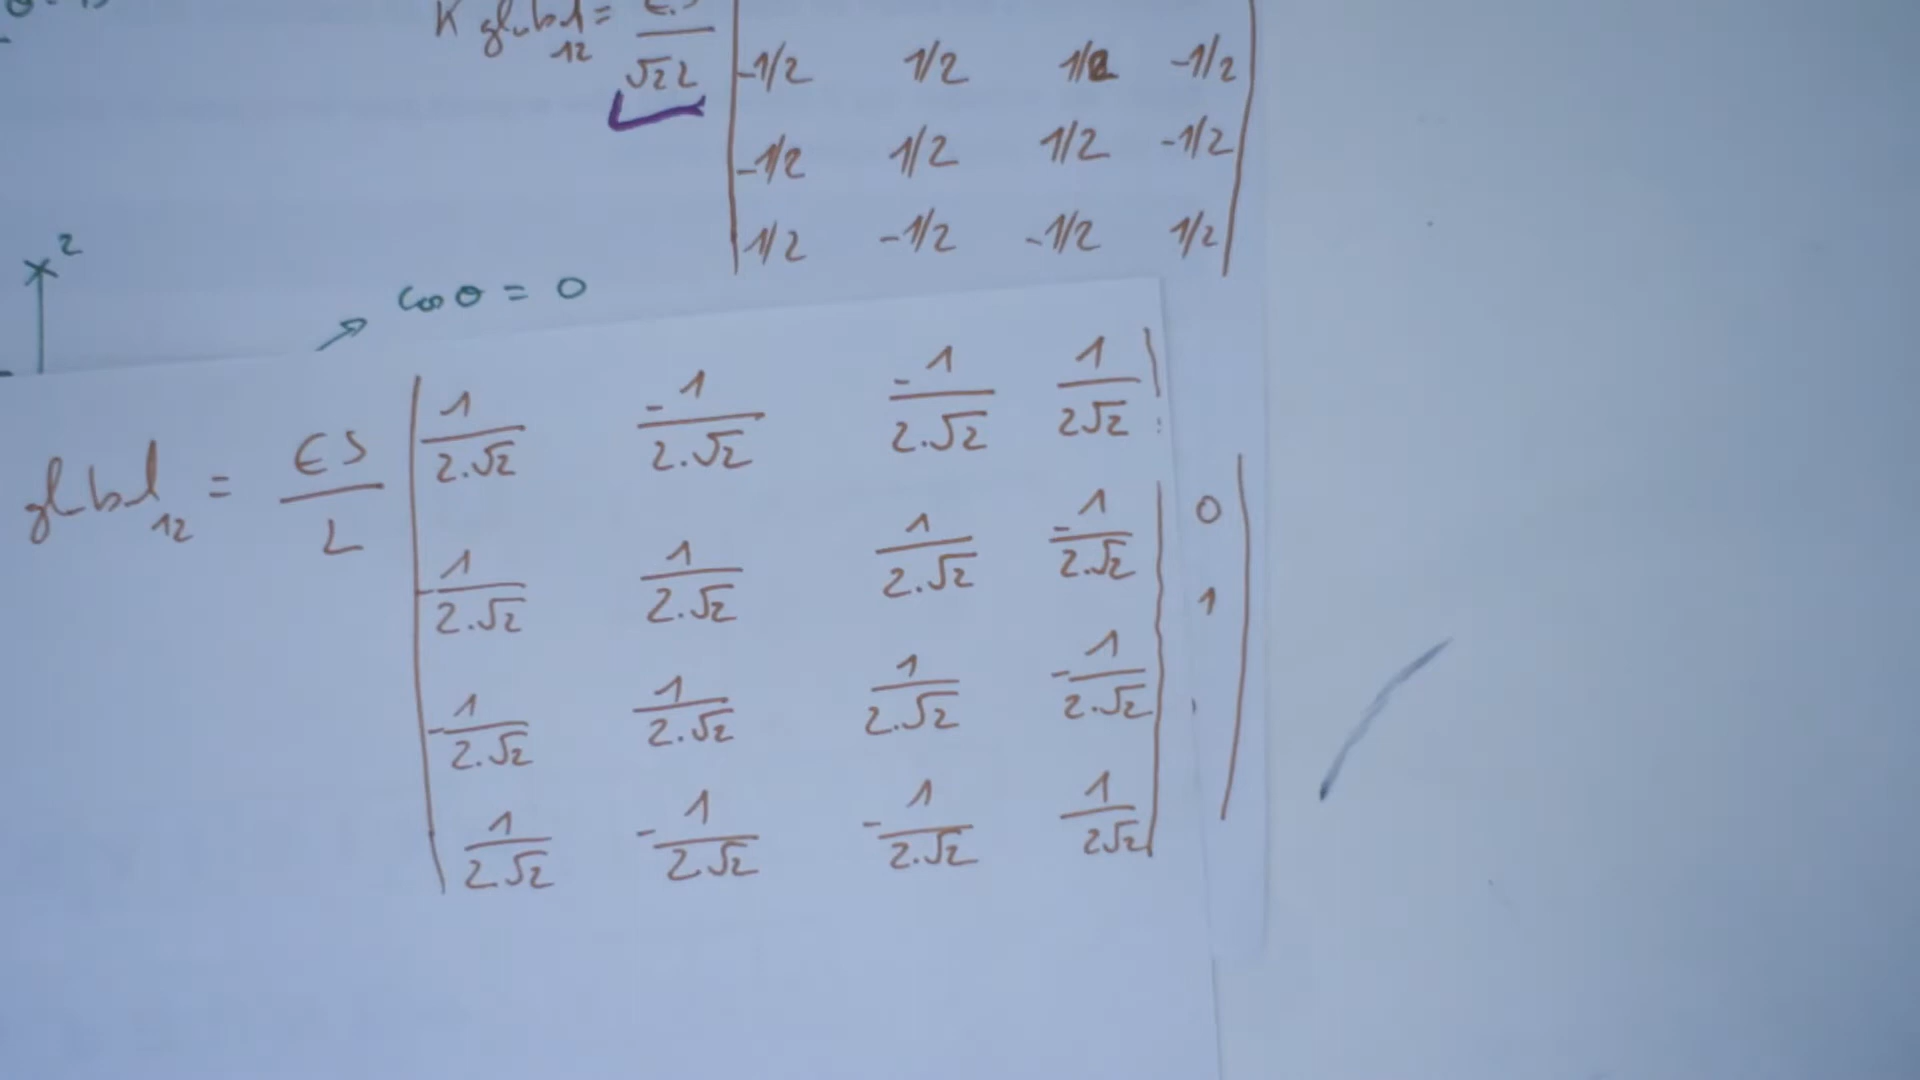 K global 12 = ES / √2 L
-1/2 1/2 1/2 -1/2
-1/2 1/2 1/2 -1/2
1/2 -1/2 -1/2 1/2
2
cos θ = 0
global 12 = ES / L
1/2.√2 -1/2.√2 -1/2.√2 1/2√2
-1/2.√2 1/2.√2 1/2.√2 -1/2.√2 0
1
-1/2.√2 1/2.√2 1/2.√2 -1/2.√2
1/2.√2 -1/2.√2 -1/2.√2 1/2√2